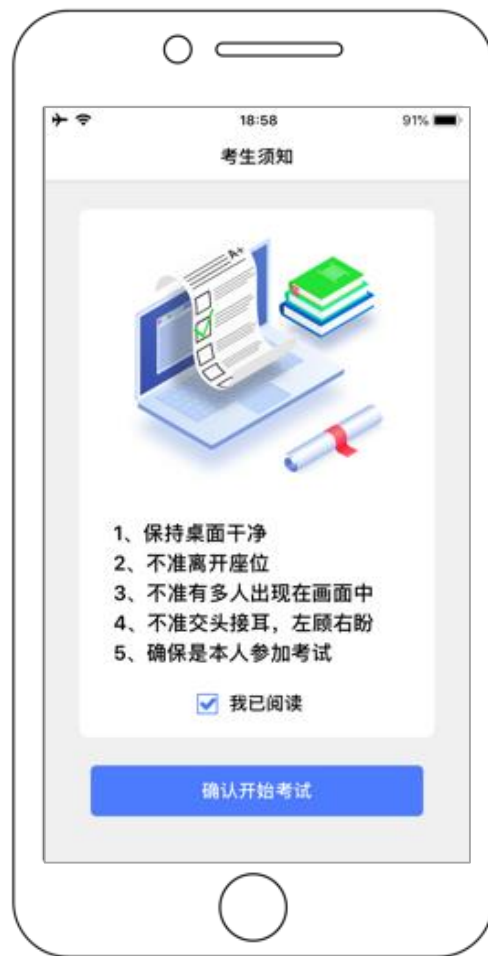 18:58
91%
考生须知
A+
1、保持桌面干净
2、不准离开座位
3、不准有多人出现在画面中
4、不准交头接耳，左顾右盼
5、确保是本人参加考试
我已阅读
确认开始考试